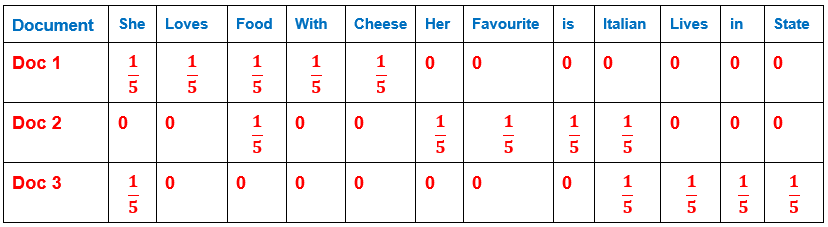 Document She Loves Food With Cheese Her Favourite is Italian Lives in State
Doc 1 1/5 1/5 1/5 1/5 1/5 0 0 0 0 0 0 0
Doc 2 0 0 1/5 0 0 1/5 1/5 1/5 1/5 0 0 0
Doc 3 1/5 0 0 0 0 0 0 0 1/5 1/5 1/5 1/5